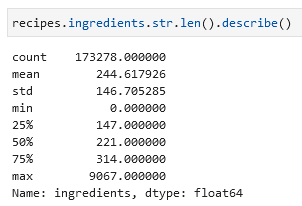 recipes.ingredients.str.len().describe()
count    173278.000000
mean        244.617926
std         146.705285
min           0.000000
25%         147.000000
50%         221.000000
75%         314.000000
max        9067.000000
Name: ingredients, dtype: float64